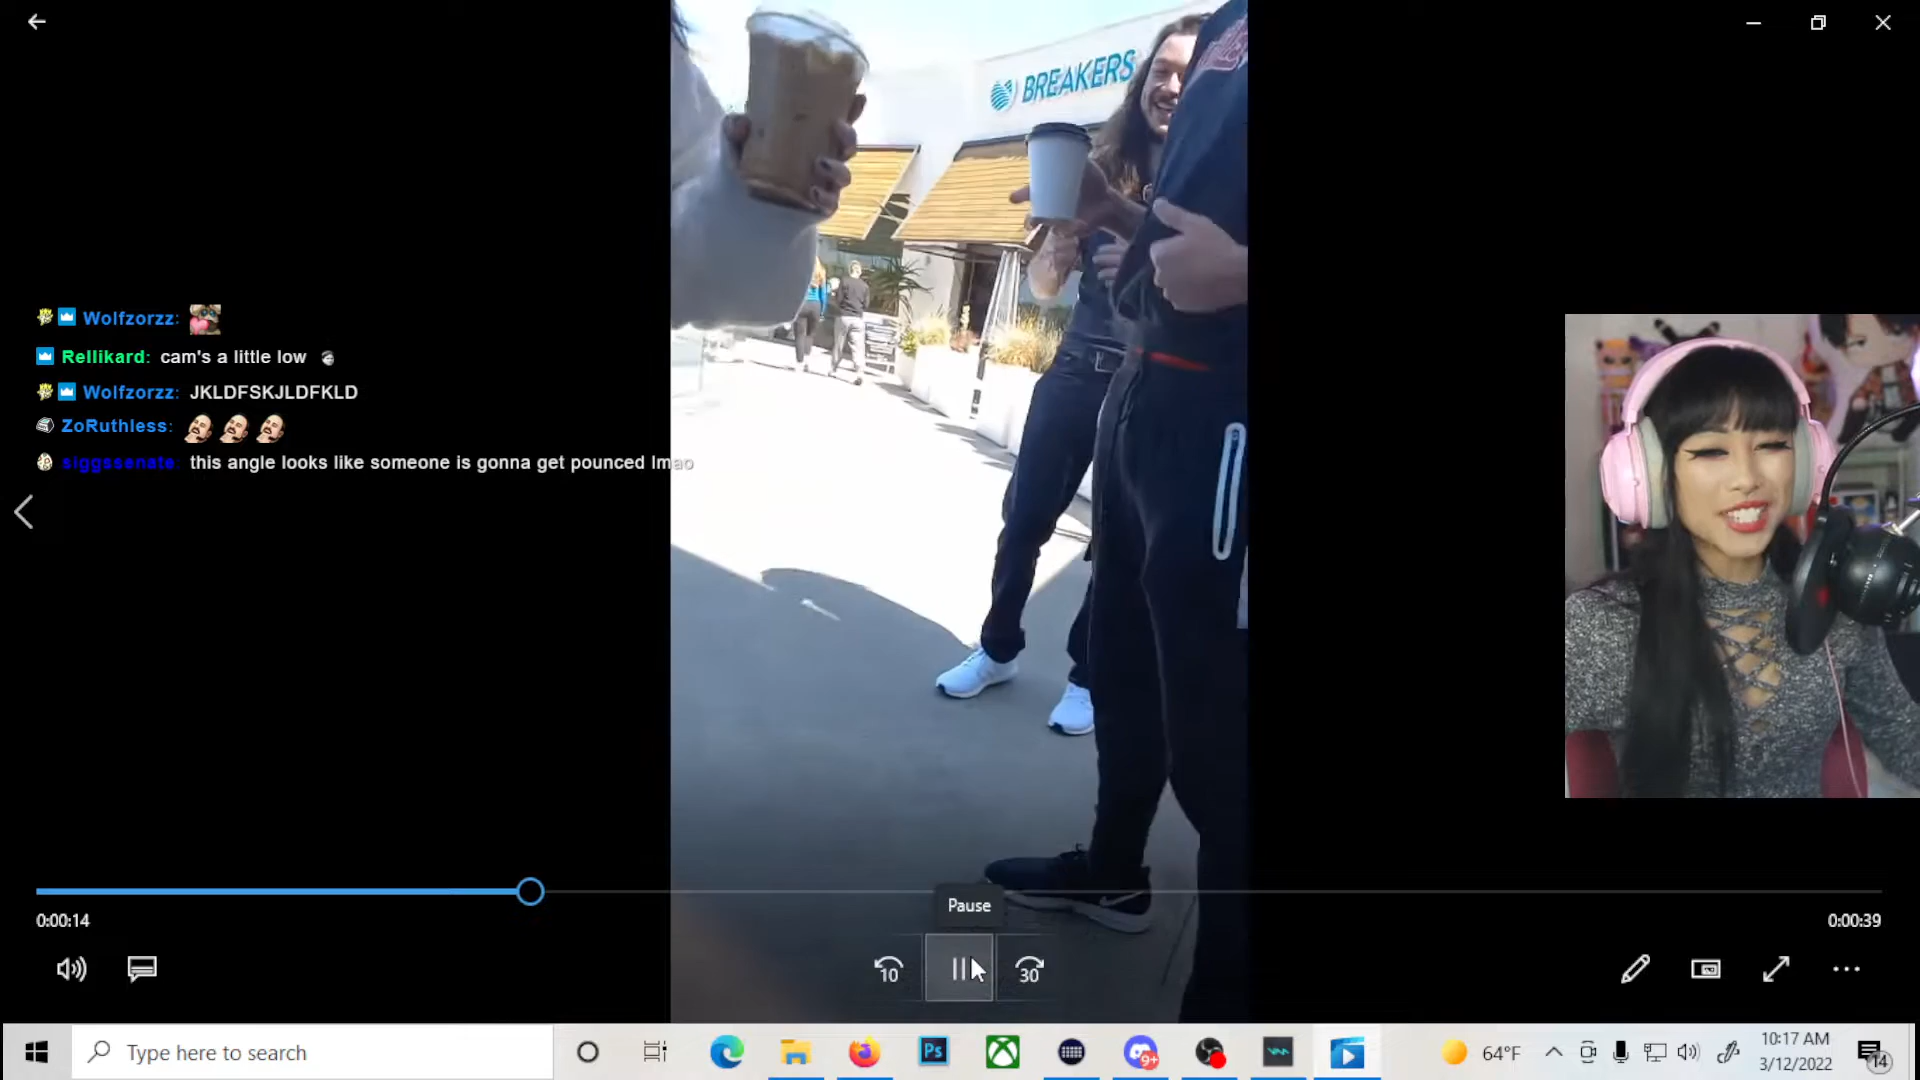 BREAKERS
Wolfzorzz:
Rellikard: cam's a little low
Wolfzorzz: JKLDFSKJLDFKLD
ZoRuthless:
siggssenate: this angle looks like someone is gonna get pounced lmao
Pause
0:00:14
0:00:39
10
30
Type here to search
Ps
9+
64°F
10:17 AM
3/12/2022
14